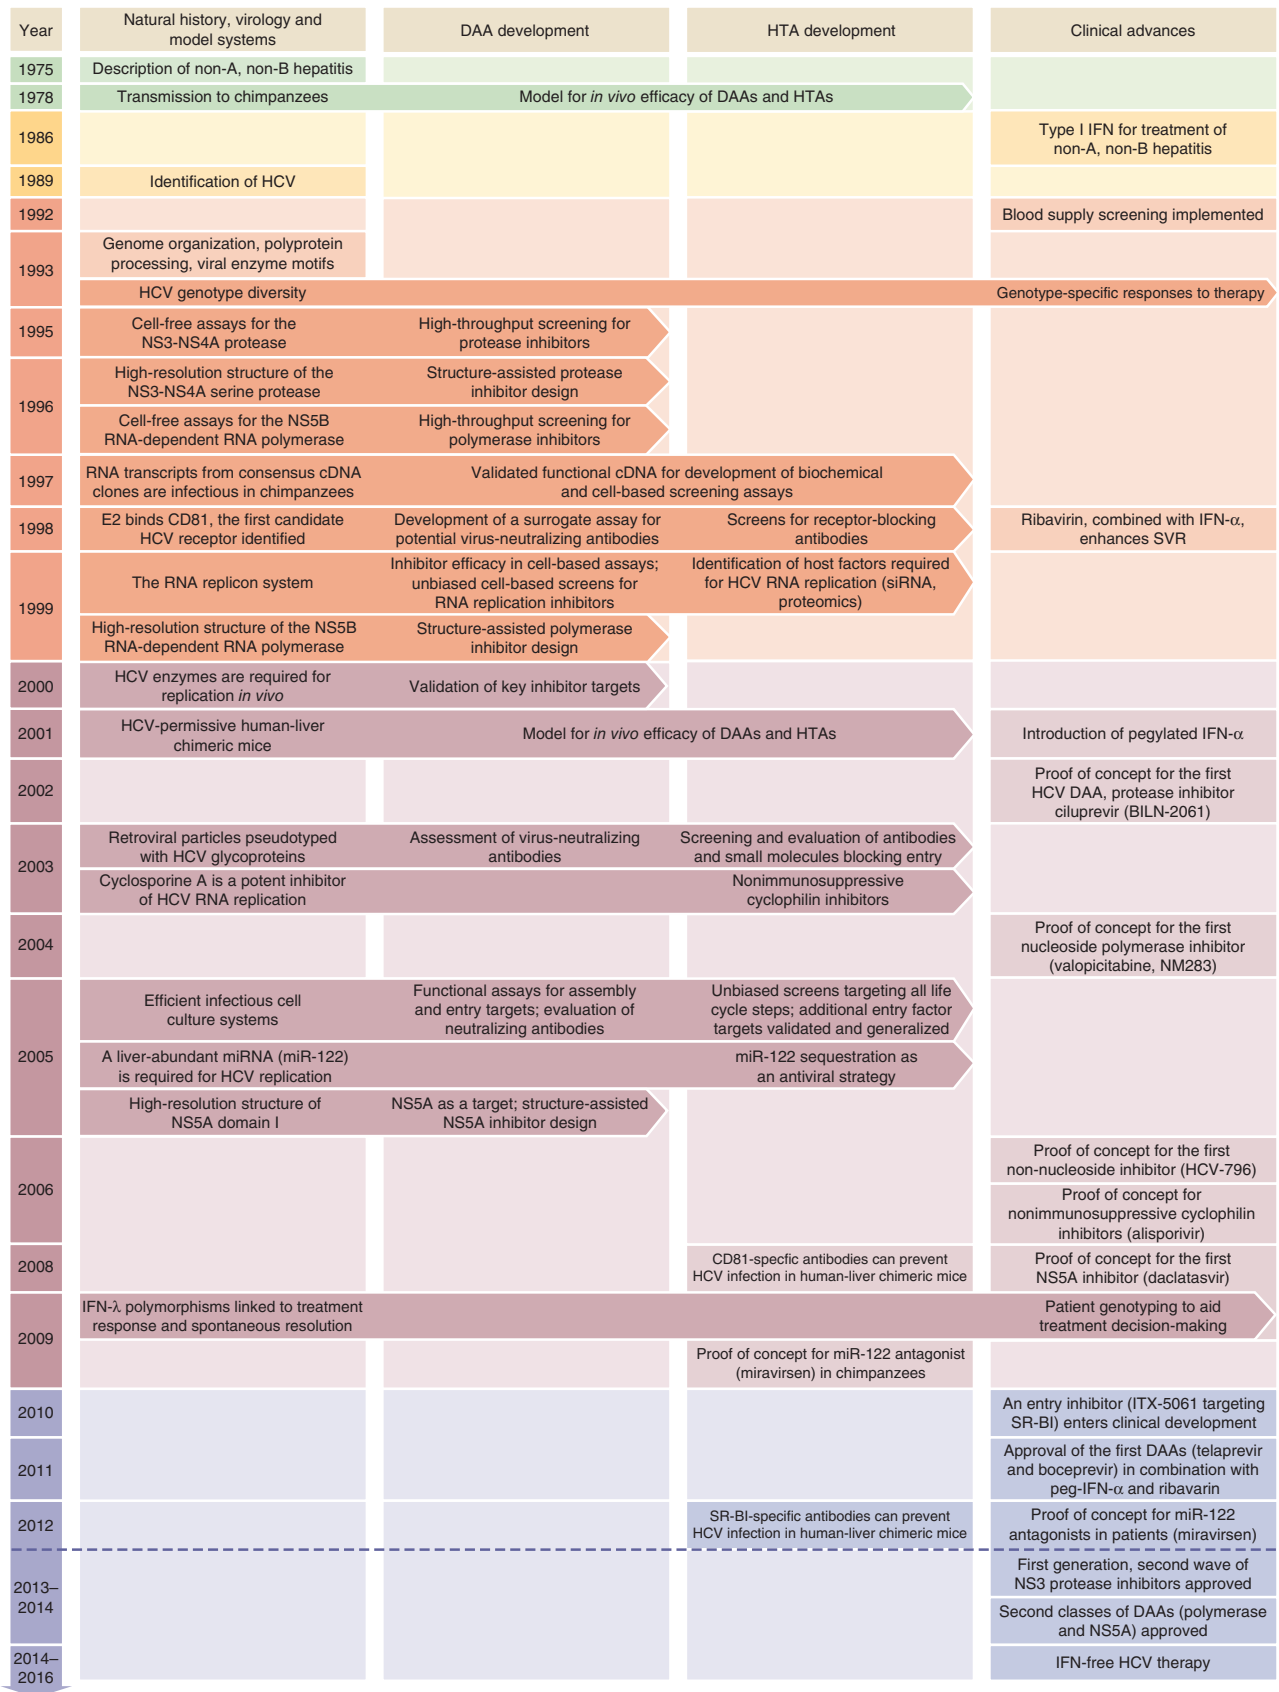 Year
Natural history, virology and
model systems
DAA development
HTA development
Clinical advances
1975
Description of non-A, non-B hepatitis
1978
Transmission to chimpanzees
Model for in vivo efficacy of DAAs and HTAs
1986
Type I IFN for treatment of
non-A, non-B hepatitis
1989
Identification of HCV
1992
Blood supply screening implemented
1993
Genome organization, polyprotein
processing, viral enzyme motifs
HCV genotype diversity
Genotype-specific responses to therapy
1995
Cell-free assays for the
NS3-NS4A protease
High-throughput screening for
protease inhibitors
1996
High-resolution structure of the
NS3-NS4A serine protease
Structure-assisted protease
inhibitor design
Cell-free assays for the NS5B
RNA-dependent RNA polymerase
High-throughput screening for
polymerase inhibitors
1997
RNA transcripts from consensus cDNA
clones are infectious in chimpanzees
Validated functional cDNA for development of biochemical
and cell-based screening assays
1998
E2 binds CD81, the first candidate
HCV receptor identified
Development of a surrogate assay for
potential virus-neutralizing antibodies
Screens for receptor-blocking
antibodies
Ribavirin, combined with IFN-α,
enhances SVR
1999
The RNA replicon system
Inhibitor efficacy in cell-based assays;
unbiased cell-based screens for
RNA replication inhibitors
Identification of host factors required
for HCV RNA replication (siRNA,
proteomics)
High-resolution structure of the NS5B
RNA-dependent RNA polymerase
Structure-assisted polymerase
inhibitor design
2000
HCV enzymes are required for
replication in vivo
Validation of key inhibitor targets
2001
HCV-permissive human-liver
chimeric mice
Model for in vivo efficacy of DAAs and HTAs
Introduction of pegylated IFN-α
2002
Proof of concept for the first
HCV DAA, protease inhibitor
ciluprevir (BILN-2061)
2003
Retroviral particles pseudotyped
with HCV glycoproteins
Assessment of virus-neutralizing
antibodies
Screening and evaluation of antibodies
and small molecules blocking entry
Cyclosporine A is a potent inhibitor
of HCV RNA replication
Nonimmunosuppressive
cyclophilin inhibitors
2004
Proof of concept for the first
nucleoside polymerase inhibitor
(valopicitabine, NM283)
2005
Efficient infectious cell
culture systems
Functional assays for assembly
and entry targets; evaluation of
neutralizing antibodies
Unbiased screens targeting all life
cycle steps; additional entry factor
targets validated and generalized
A liver-abundant miRNA (miR-122)
is required for HCV replication
miR-122 sequestration as
an antiviral strategy
High-resolution structure of
NS5A domain I
NS5A as a target; structure-assisted
NS5A inhibitor design
2006
Proof of concept for the first
non-nucleoside inhibitor (HCV-796)
Proof of concept for
nonimmunosuppressive cyclophilin
inhibitors (alisporivir)
2008
CD81-specfic antibodies can prevent
HCV infection in human-liver chimeric mice
Proof of concept for the first
NS5A inhibitor (daclatasvir)
2009
IFN-λ polymorphisms linked to treatment
response and spontaneous resolution
Patient genotyping to aid
treatment decision-making
Proof of concept for miR-122 antagonist
(miravirsen) in chimpanzees
2010
An entry inhibitor (ITX-5061 targeting
SR-BI) enters clinical development
2011
Approval of the first DAAs (telaprevir
and boceprevir) in combination with
peg-IFN-α and ribavarin
2012
SR-BI-specific antibodies can prevent
HCV infection in human-liver chimeric mice
Proof of concept for miR-122
antagonists in patients (miravirsen)
2013–
2014
First generation, second wave of
NS3 protease inhibitors approved
Second classes of DAAs (polymerase
and NS5A) approved
2014–
2016
IFN-free HCV therapy